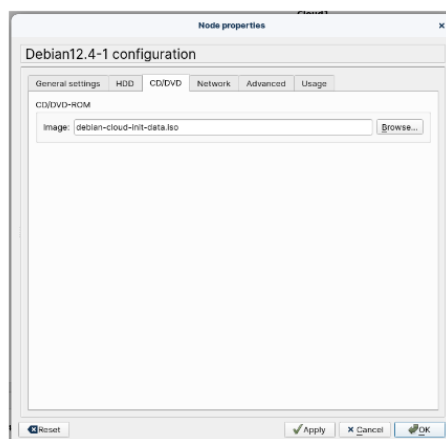 Cloud1
Node properties
Debian12.4-1 configuration
General settings HDD CD/DVD Network Advanced Usage
CD/DVD-ROM
Image: debian-cloud-init-data.iso Browse...
Reset Apply Cancel OK